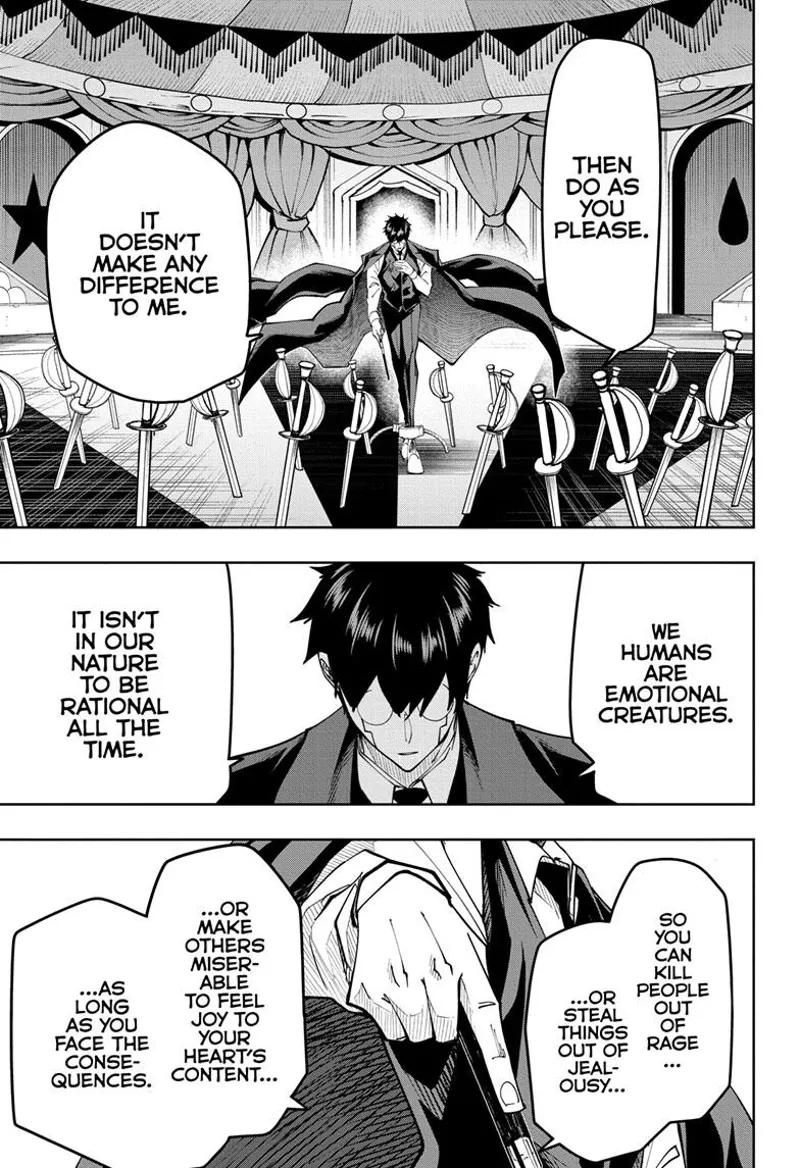 THEN
DO AS
YOU
PLEASE.
IT
DOESN'T
MAKE ANY
DIFFERENCE
TO ME.
WE
HUMANS
ARE
EMOTIONAL
CREATURES.
IT ISN'T
IN OUR
NATURE
TO BE
RATIONAL
ALL THE
TIME.
SO
YOU
CAN
KILL
PEOPLE
OUT
OF
RAGE
...
...OR
STEAL
THINGS
OUT OF
JEAL-
OUSY...
...OR
MAKE
OTHERS
MISER-
ABLE
TO FEEL
JOY TO
YOUR
HEART'S
CONTENT...
...AS
LONG
AS YOU
FACE THE
CONSE-
QUENCES.